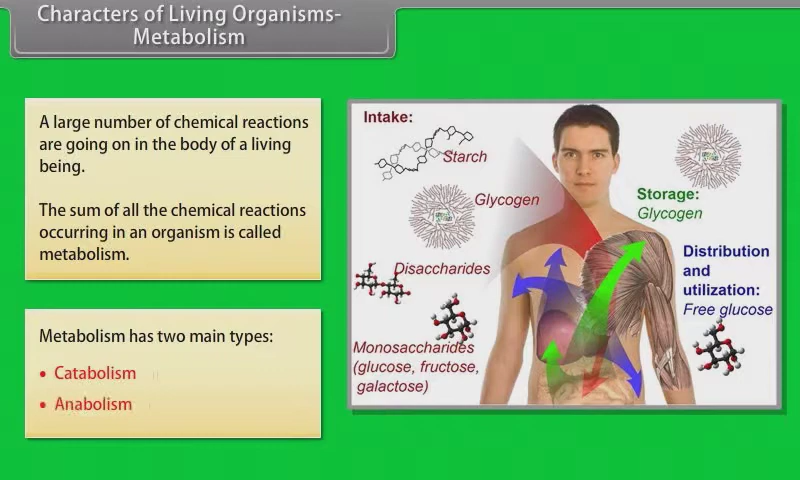 Characters of Living Organisms-
Metabolism
A large number of chemical reactions
are going on in the body of a living
being.
The sum of all the chemical reactions
occurring in an organism is called
metabolism.
Metabolism has two main types:
• Catabolism
• Anabolism
Intake:
Starch
Glycogen
Disaccharides
Monosaccharides
(glucose, fructose,
galactose)
Storage:
Glycogen
Distribution
and
utilization:
Free glucose